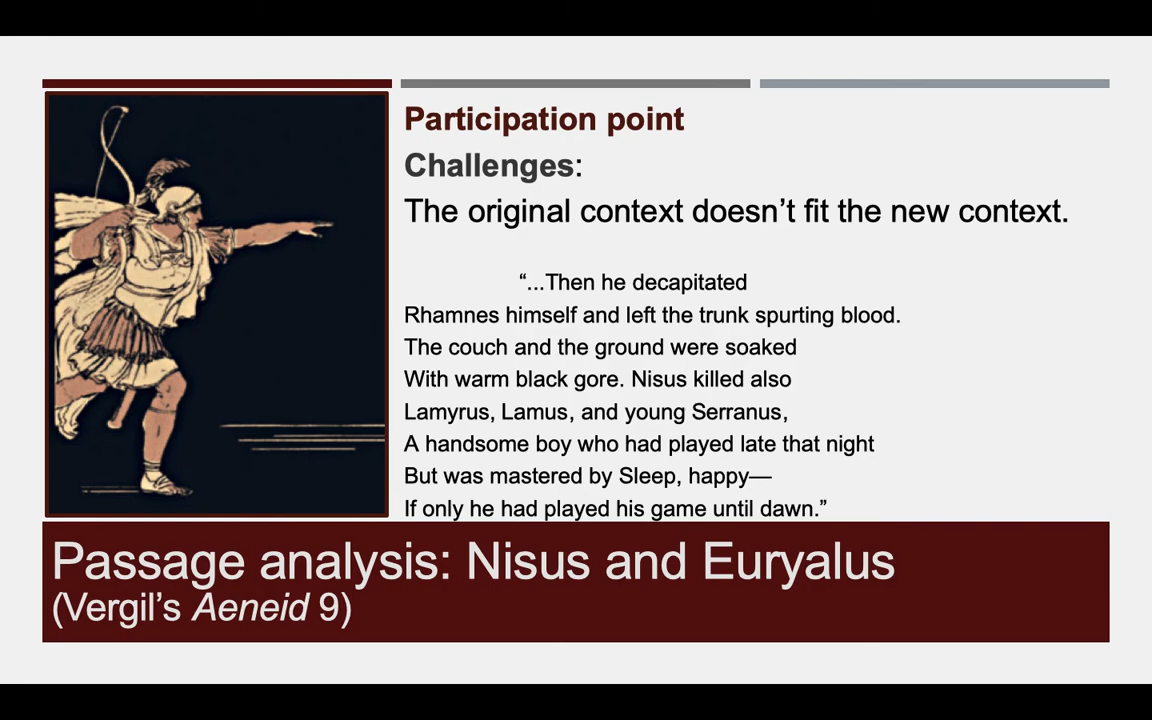 Participation point
Challenges:
The original context doesn’t fit the new context.
“...Then he decapitated
Rhamnes himself and left the trunk spurting blood.
The couch and the ground were soaked
With warm black gore. Nisus killed also
Lamyrus, Lamus, and young Serranus,
A handsome boy who had played late that night
But was mastered by Sleep, happy—
If only he had played his game until dawn.”
Passage analysis: Nisus and Euryalus
(Vergil’s Aeneid 9)